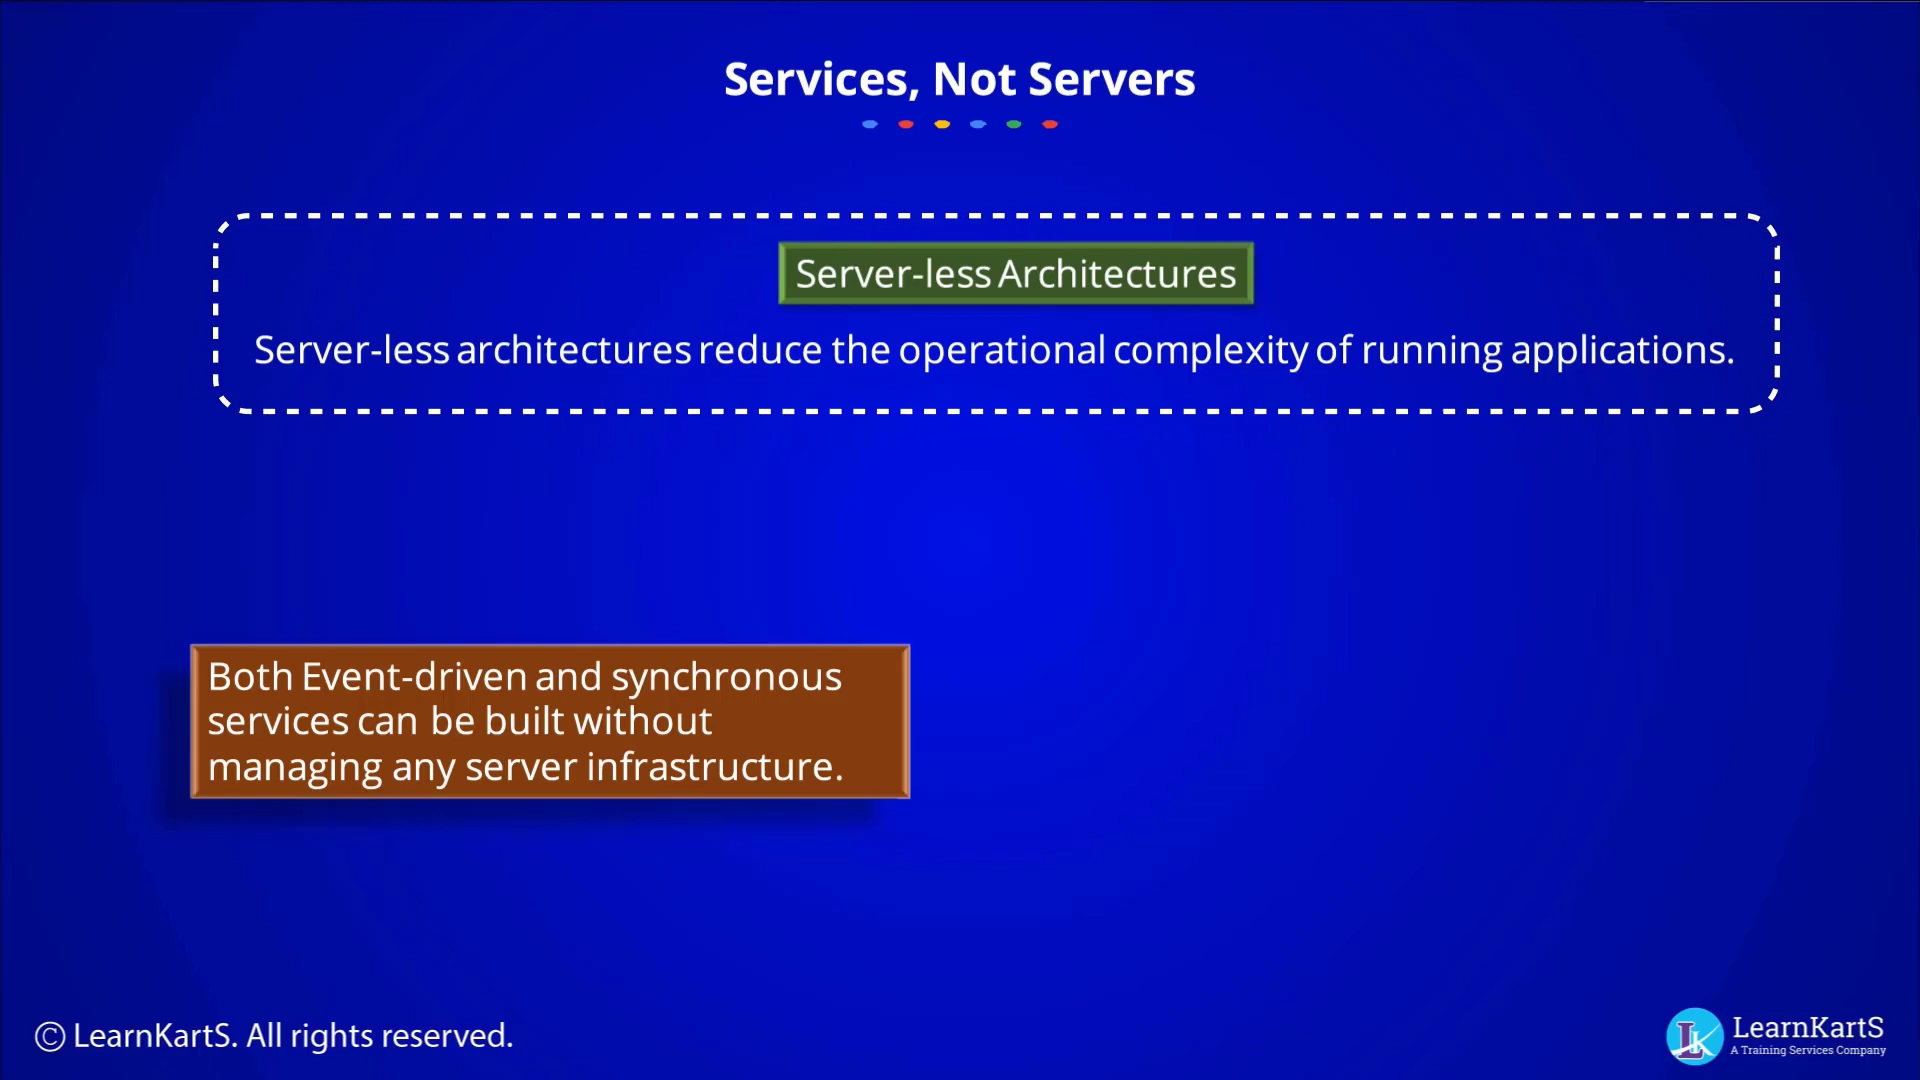 Services, Not Servers
Server-less Architectures
Server-less architectures reduce the operational complexity of running applications.
Both Event-driven and synchronous
services can be built without
managing any server infrastructure.
© LearnKartS. All rights reserved.
LK
LearnKartS
A Training Services Company